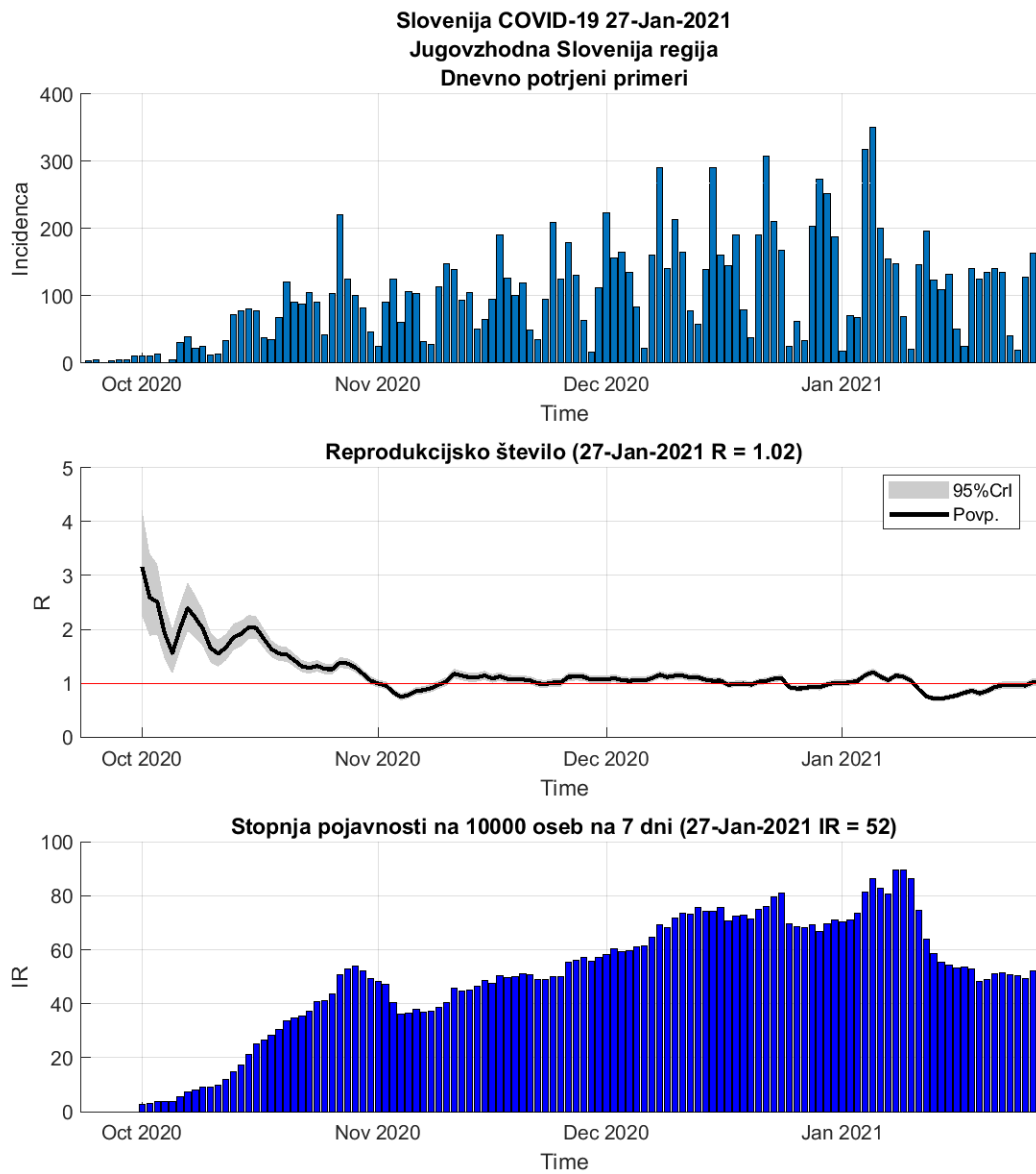 Slovenija COVID-19 27-Jan-2021
Jugovzhodna Slovenija regija
Dnevno potrjeni primeri
400
300
200
100
0
Incidenca
Oct 2020 Nov 2020 Dec 2020 Jan 2021
Time
Reprodukcijsko število (27-Jan-2021 R = 1.02)
5
4
3
2
1
0
R
95%CrI
Povp.
Oct 2020 Nov 2020 Dec 2020 Jan 2021
Time
Stopnja pojavnosti na 10000 oseb na 7 dni (27-Jan-2021 IR = 52)
100
80
60
40
20
0
IR
Oct 2020 Nov 2020 Dec 2020 Jan 2021
Time